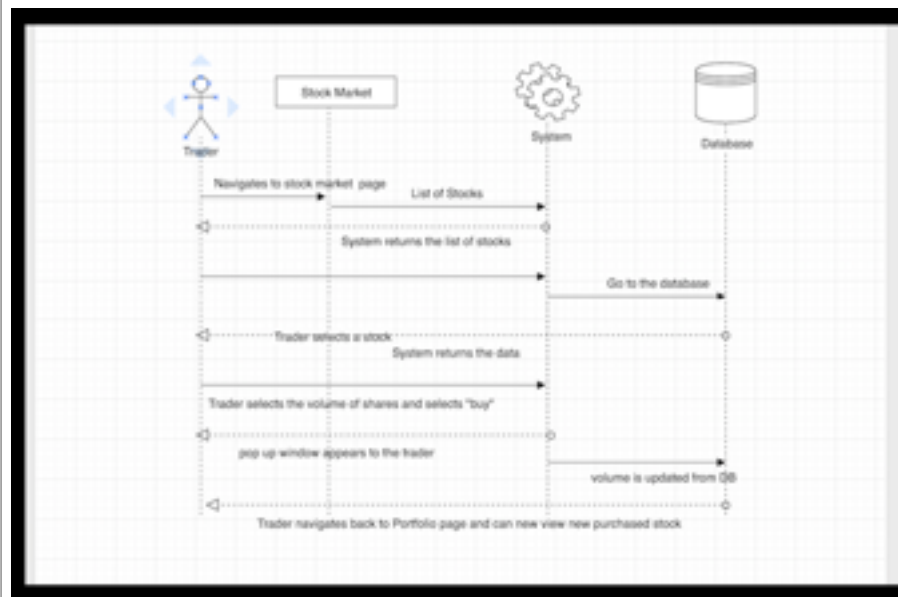 Stock Market
System
Trader
Database
Navigates to stock market page
List of Stocks
System returns the list of stocks
Go to the database
Trader selects a stock
System returns the data
Trader selects the volume of shares and selects "buy"
pop up window appears to the trader
volume is updated from DB
Trader navigates back to Portfolio page and can new view new purchased stock